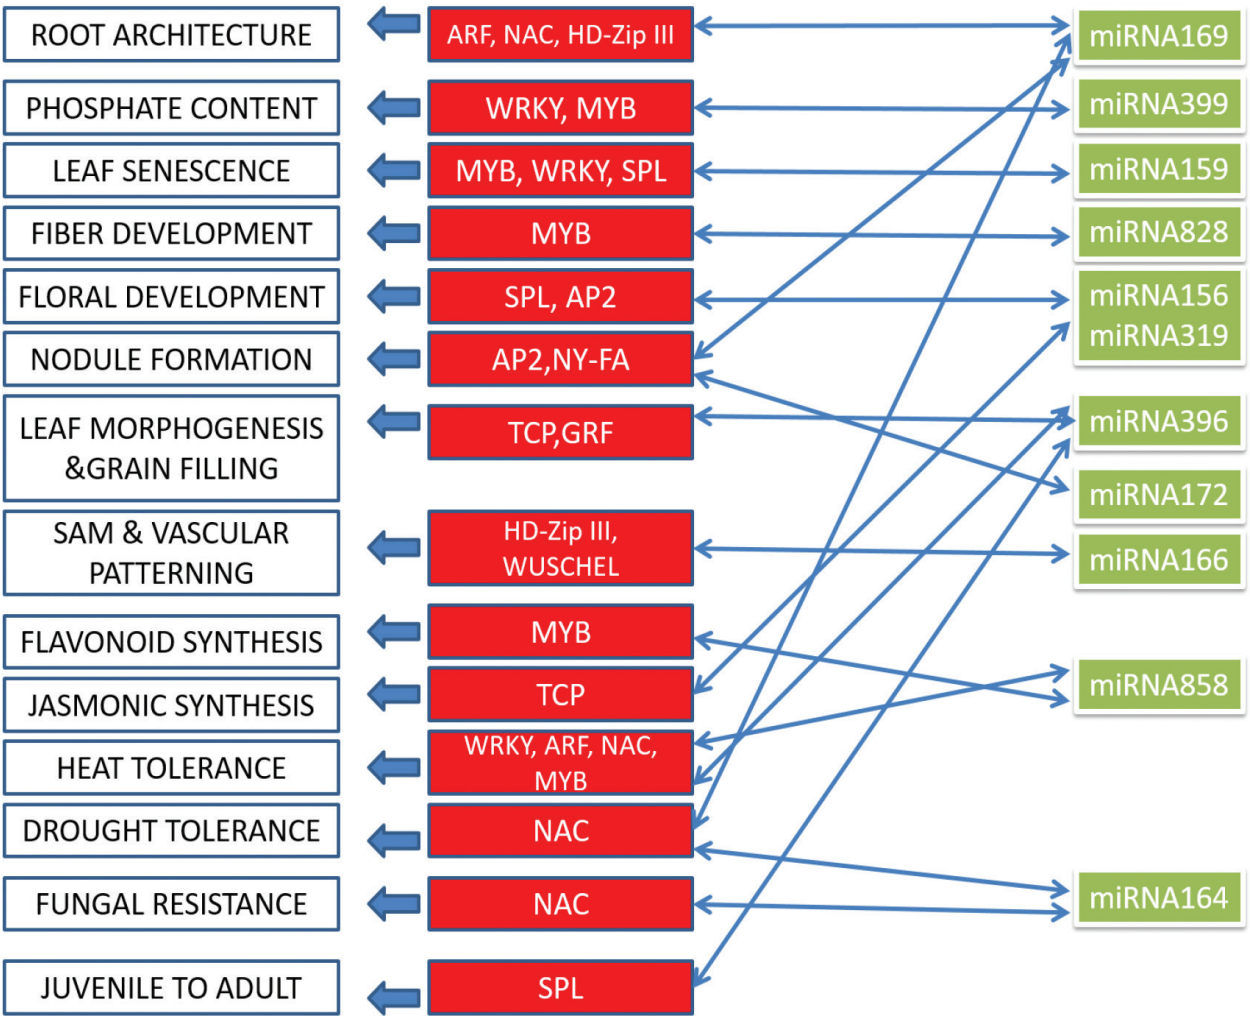 ROOT ARCHITECTURE
ARF, NAC, HD-Zip III
miRNA169
PHOSPHATE CONTENT
WRKY, MYB
miRNA399
LEAF SENESCENCE
MYB, WRKY, SPL
miRNA159
FIBER DEVELOPMENT
MYB
miRNA828
FLORAL DEVELOPMENT
SPL, AP2
miRNA156
miRNA319
NODULE FORMATION
AP2,NY-FA
LEAF MORPHOGENESIS
&GRAIN FILLING
TCP,GRF
miRNA396
miRNA172
SAM & VASCULAR
PATTERNING
HD-Zip III,
WUSCHEL
miRNA166
FLAVONOID SYNTHESIS
MYB
JASMONIC SYNTHESIS
TCP
miRNA858
HEAT TOLERANCE
WRKY, ARF, NAC,
MYB
DROUGHT TOLERANCE
NAC
FUNGAL RESISTANCE
NAC
miRNA164
JUVENILE TO ADULT
SPL